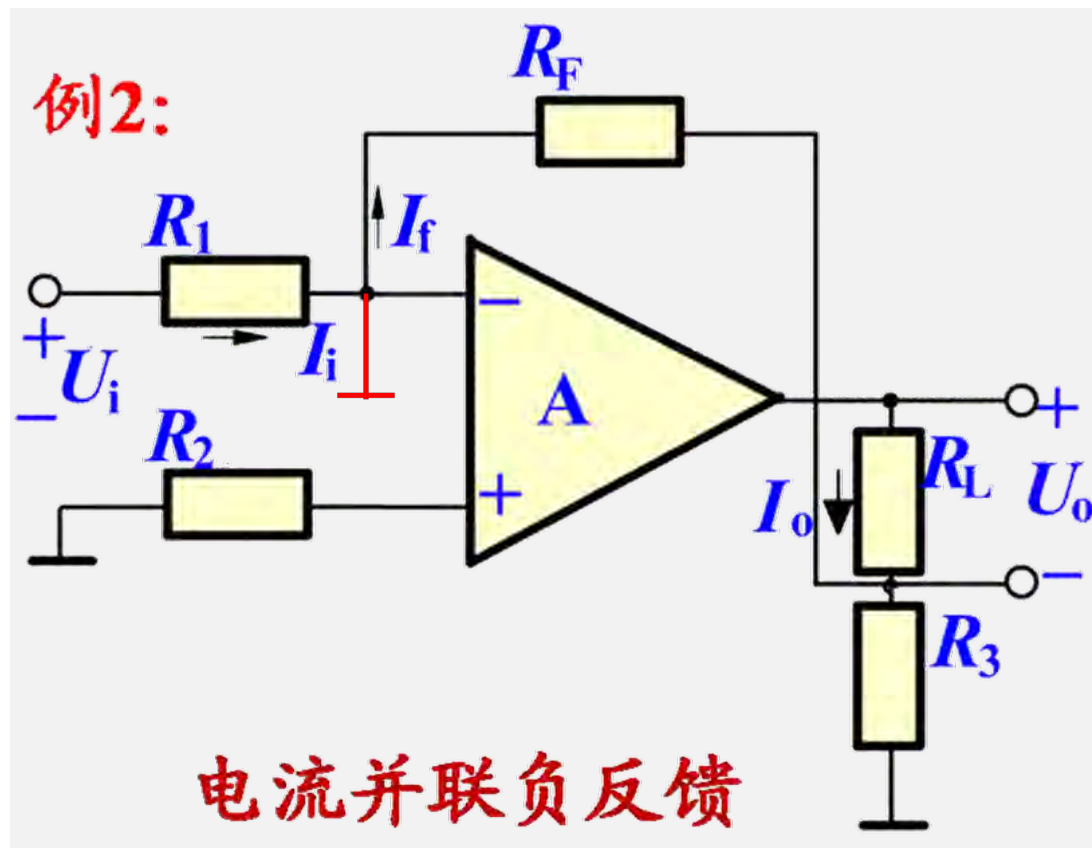 R_F
例2:
R_1
I_f
+
U_i
−
I_i
−
A
R_2
+
I_o
R_L
+
U_o
−
R_3
电流并联负反馈